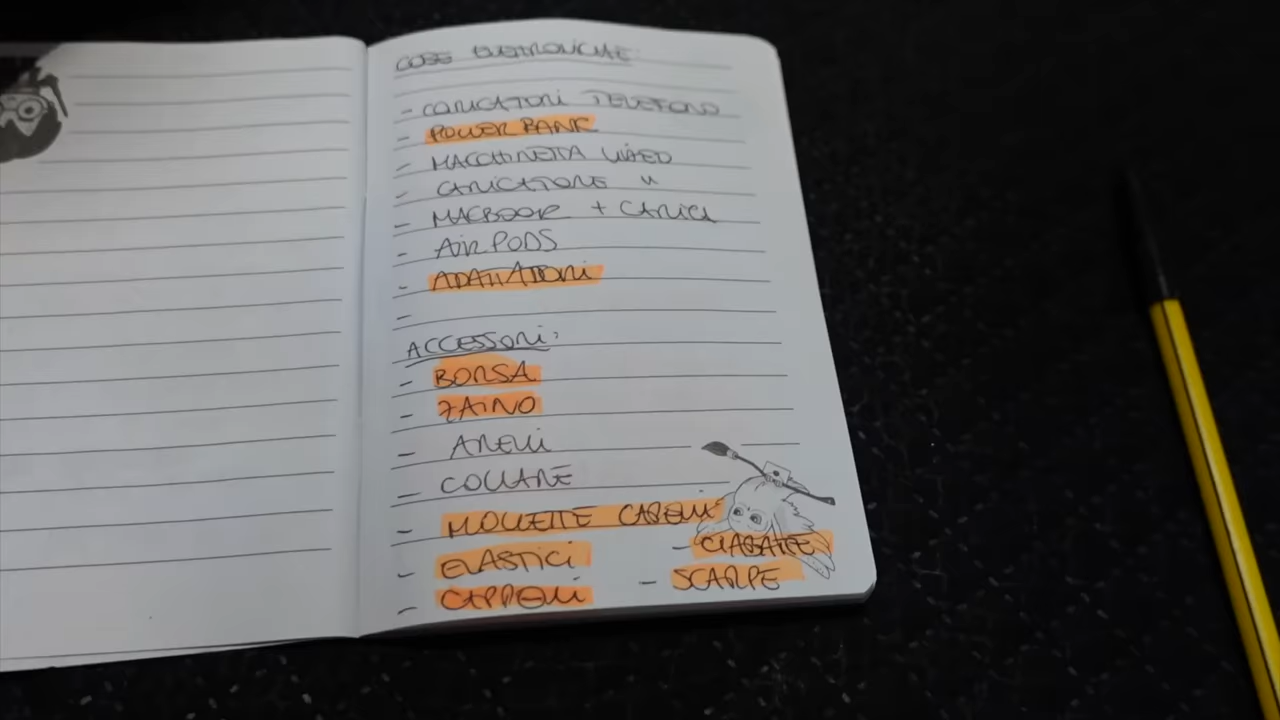 COSE ELETTRONICHE
- CARICATORI TELEFONO
- POWER BANK
- MACCHINETTA VIDEO
- CARICATORE "
- MACBOOK + CARICA
- AIRPODS
- ADATTATORI
-
ACCESSORI:
- BORSA
- ZAINO
- ANELLI
- COLLANE
- MOLLETTE CAPELLI
- ELASTICI
- CIABATTE
- CAPPELLI
- SCARPE